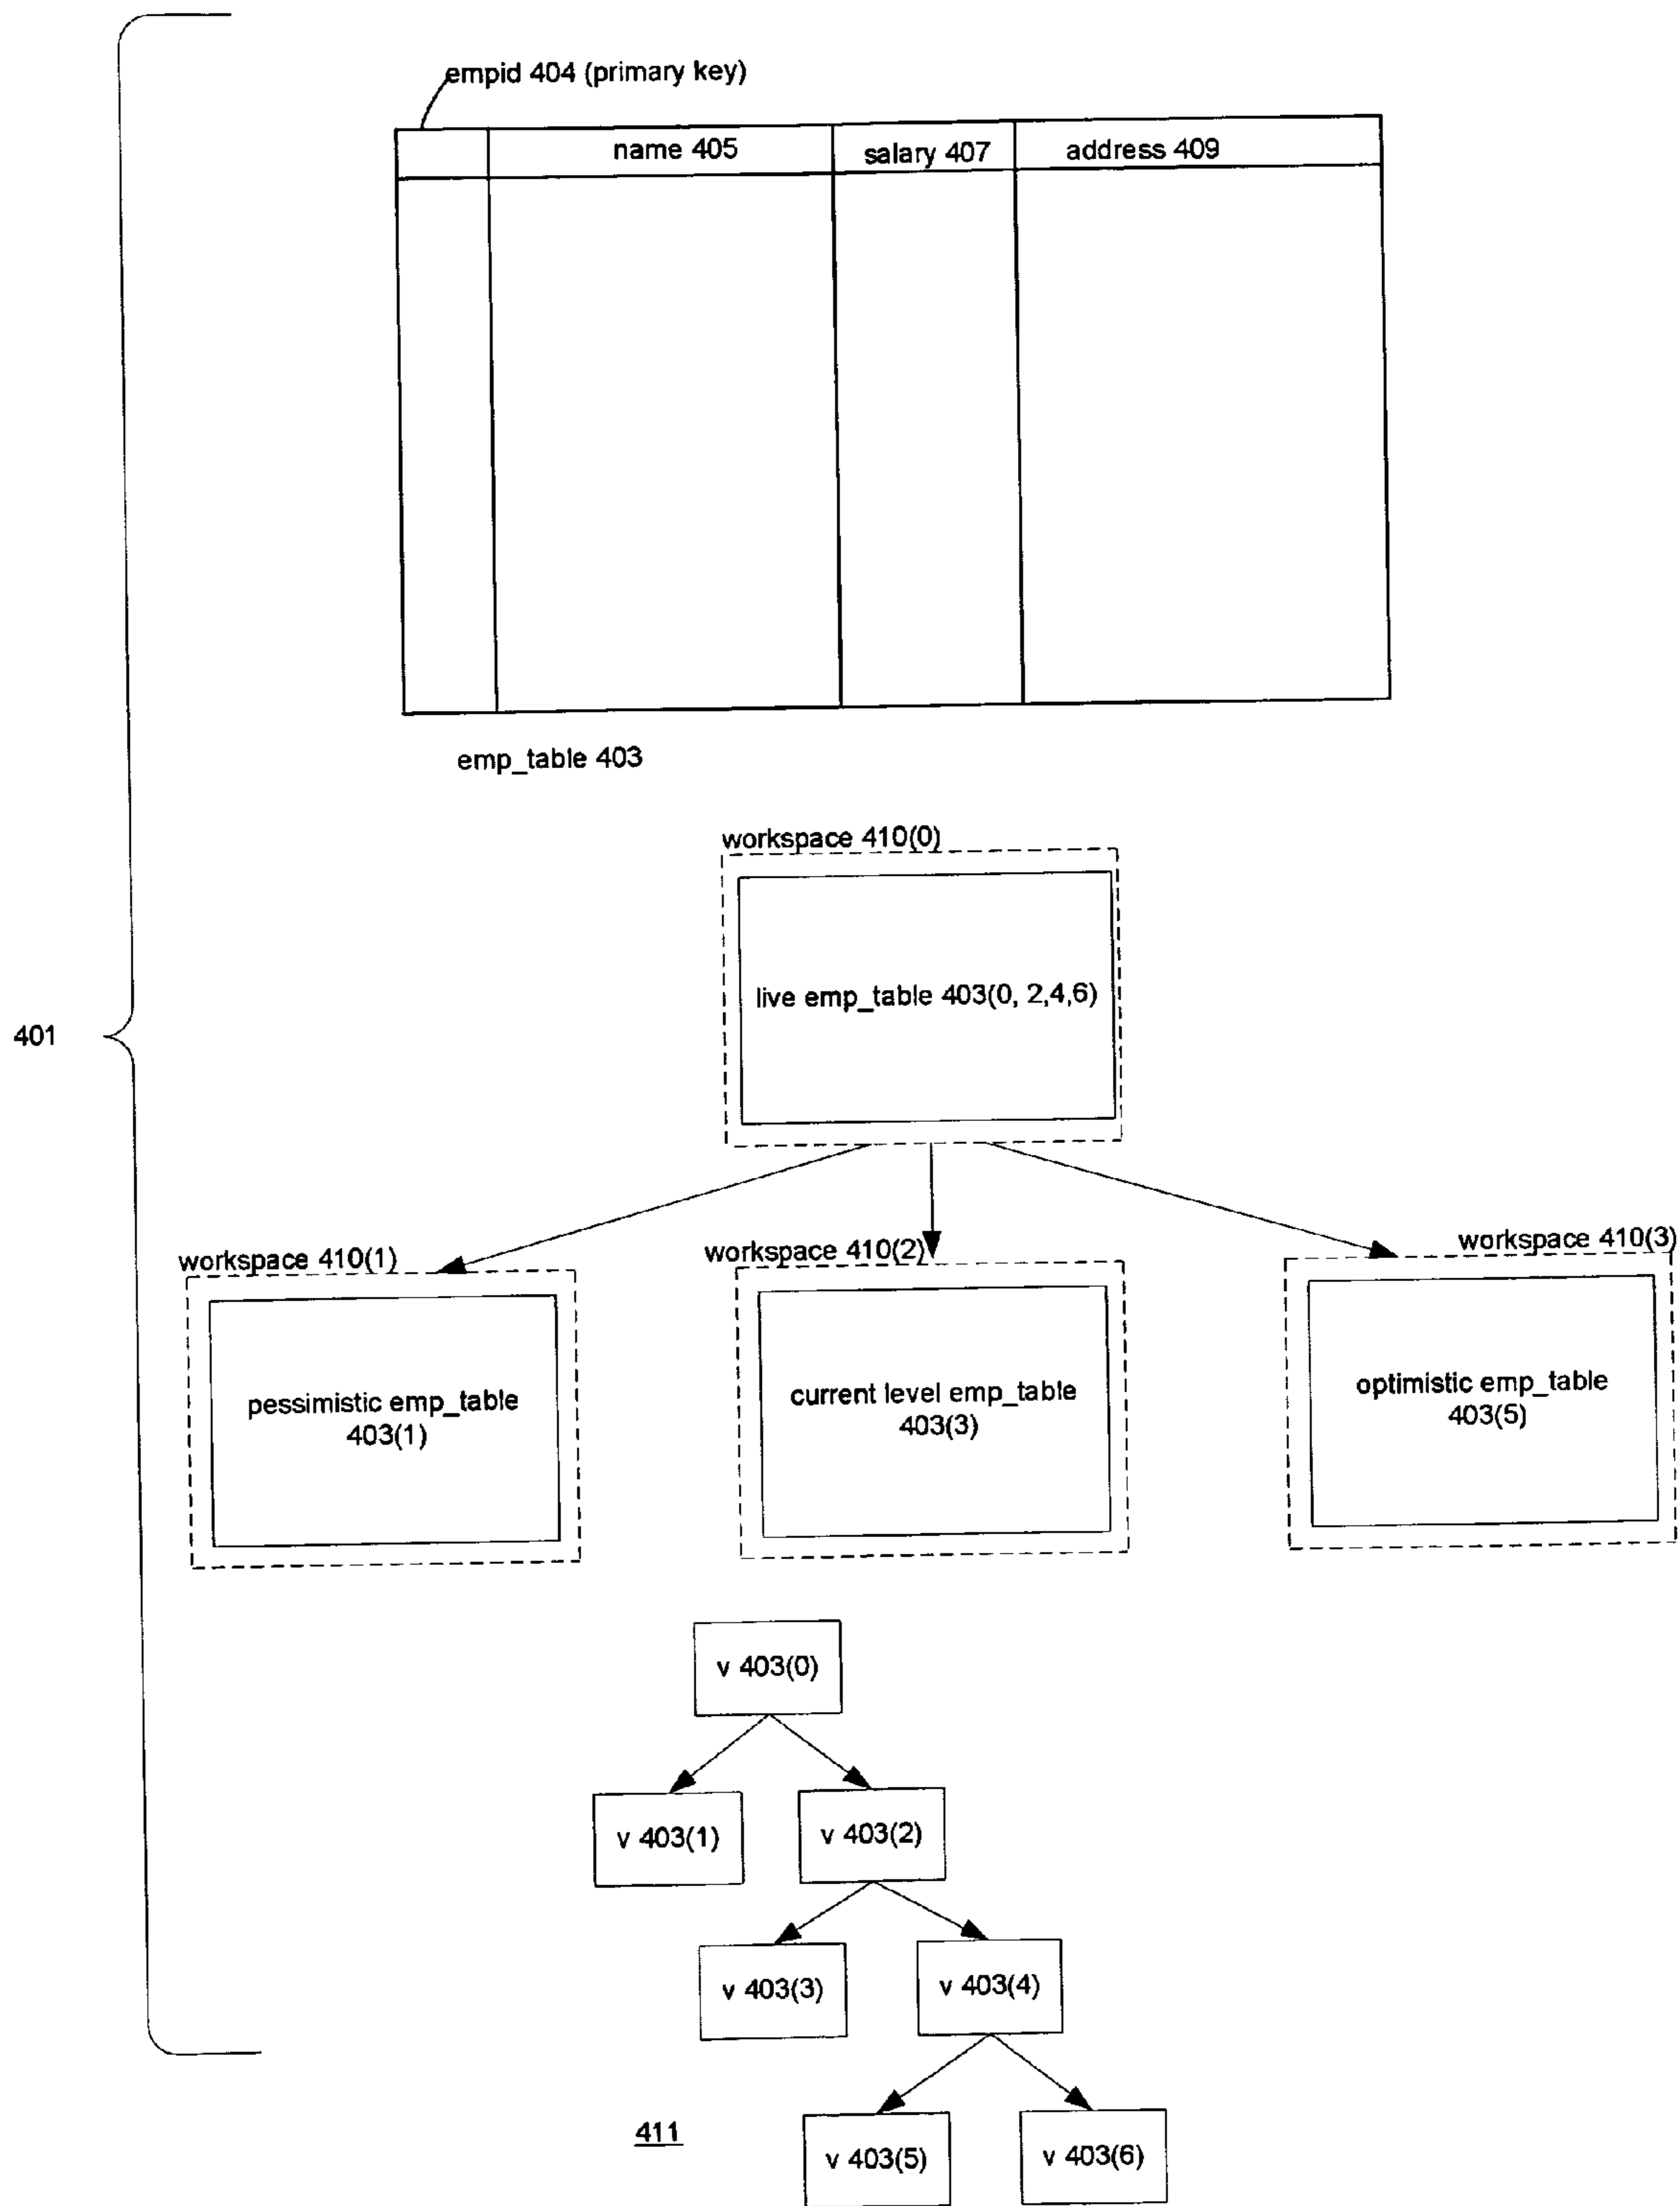 empid 404 (primary key)
name 405
salary 407
address 409
emp_table 403
workspace 410(0)
live emp_table 403(0, 2,4,6)
401
workspace 410(1)
workspace 410(2)
workspace 410(3)
pessimistic emp_table
403(1)
current level emp_table
403(3)
optimistic emp_table
403(5)
v 403(0)
v 403(1)
v 403(2)
v 403(3)
v 403(4)
411
v 403(5)
v 403(6)